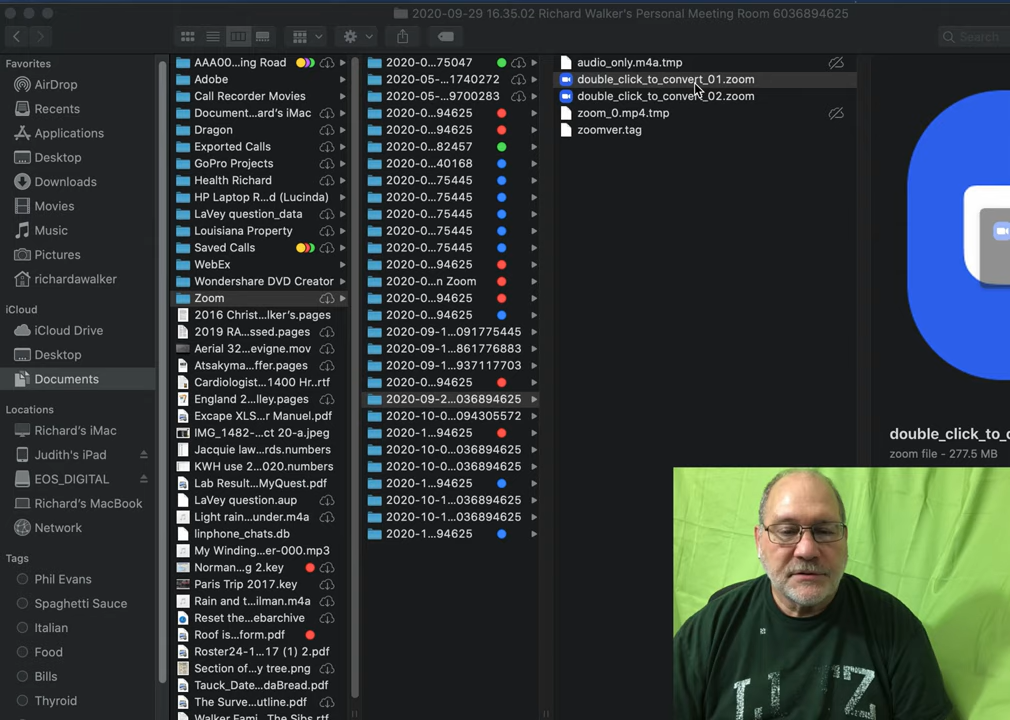 2020-09-29 16.35.02 Richard Walker's Personal Meeting Room 6036894625
Search
Favorites
AirDrop
Recents
Applications
Desktop
Downloads
Movies
Music
Pictures
richardawalker
iCloud
iCloud Drive
Desktop
Documents
Locations
Richard's iMac
Judith's iPad
EOS_DIGITAL
Richard's MacBook
Network
Tags
Phil Evans
Spaghetti Sauce
Italian
Food
Bills
Thyroid
AAA00...ing Road
Adobe
Call Recorder Movies
Document...d's iMac
Dragon
Exported Calls
GoPro Projects
Health Richard
HP Laptop R...d (Lucinda)
LaVey question_data
Louisiana Property
Saved Calls
WebEx
Wondershare DVD Creator
Zoom
2016 Christ...lker's.pages
2019 RA...ssed.pages
Aerial 32...evigne.mov
Atsakyma...ffer.pages
Cardiologist...1400 Hr..rtf
England 2...lley.pages
Excape XLS...r Manuel.pdf
IMG_1482-...ct 20-a.jpeg
Jacquie law...rds.numbers
KWH use 2...020.numbers
Lab Result...MyQuest.pdf
LaVey question.aup
Light rain...under.m4a
linphone_chats.db
My Winding...er-000.mp3
Norman...g 2.key
Paris Trip 2017.key
Rain and t...ilman.m4a
Reset the...ebarchive
Roof is...form.pdf
Roster24-1...17 (1) 2.pdf
Section of...y tree.png
Tauck_Date...daBread.pdf
The Surve...utline.pdf
Walker Fami...The Sibs.rtf
2020-0...75047
2020-05-...1740272
2020-05-...9700283
2020-0...94625
2020-0...94625
2020-0...82457
2020-0...40168
2020-0...75445
2020-0...75445
2020-0...75445
2020-0...75445
2020-0...75445
2020-0...94625
2020-0...n Zoom
2020-0...94625
2020-0...94625
2020-09-1...091775445
2020-09-1...861776883
2020-09-1...937117703
2020-0...94625
2020-09-2...036894625
2020-10-0...094305572
2020-1...94625
2020-10-0...036894625
2020-10-0...036894625
2020-1...94625
2020-10-1...036894625
2020-10-1...036894625
2020-1...94625
audio_only.m4a.tmp
double_click_to_convert_01.zoom
double_click_to_convert_02.zoom
zoom_0.mp4.tmp
zoomver.tag
double_click_to_c
zoom file - 277.5 MB